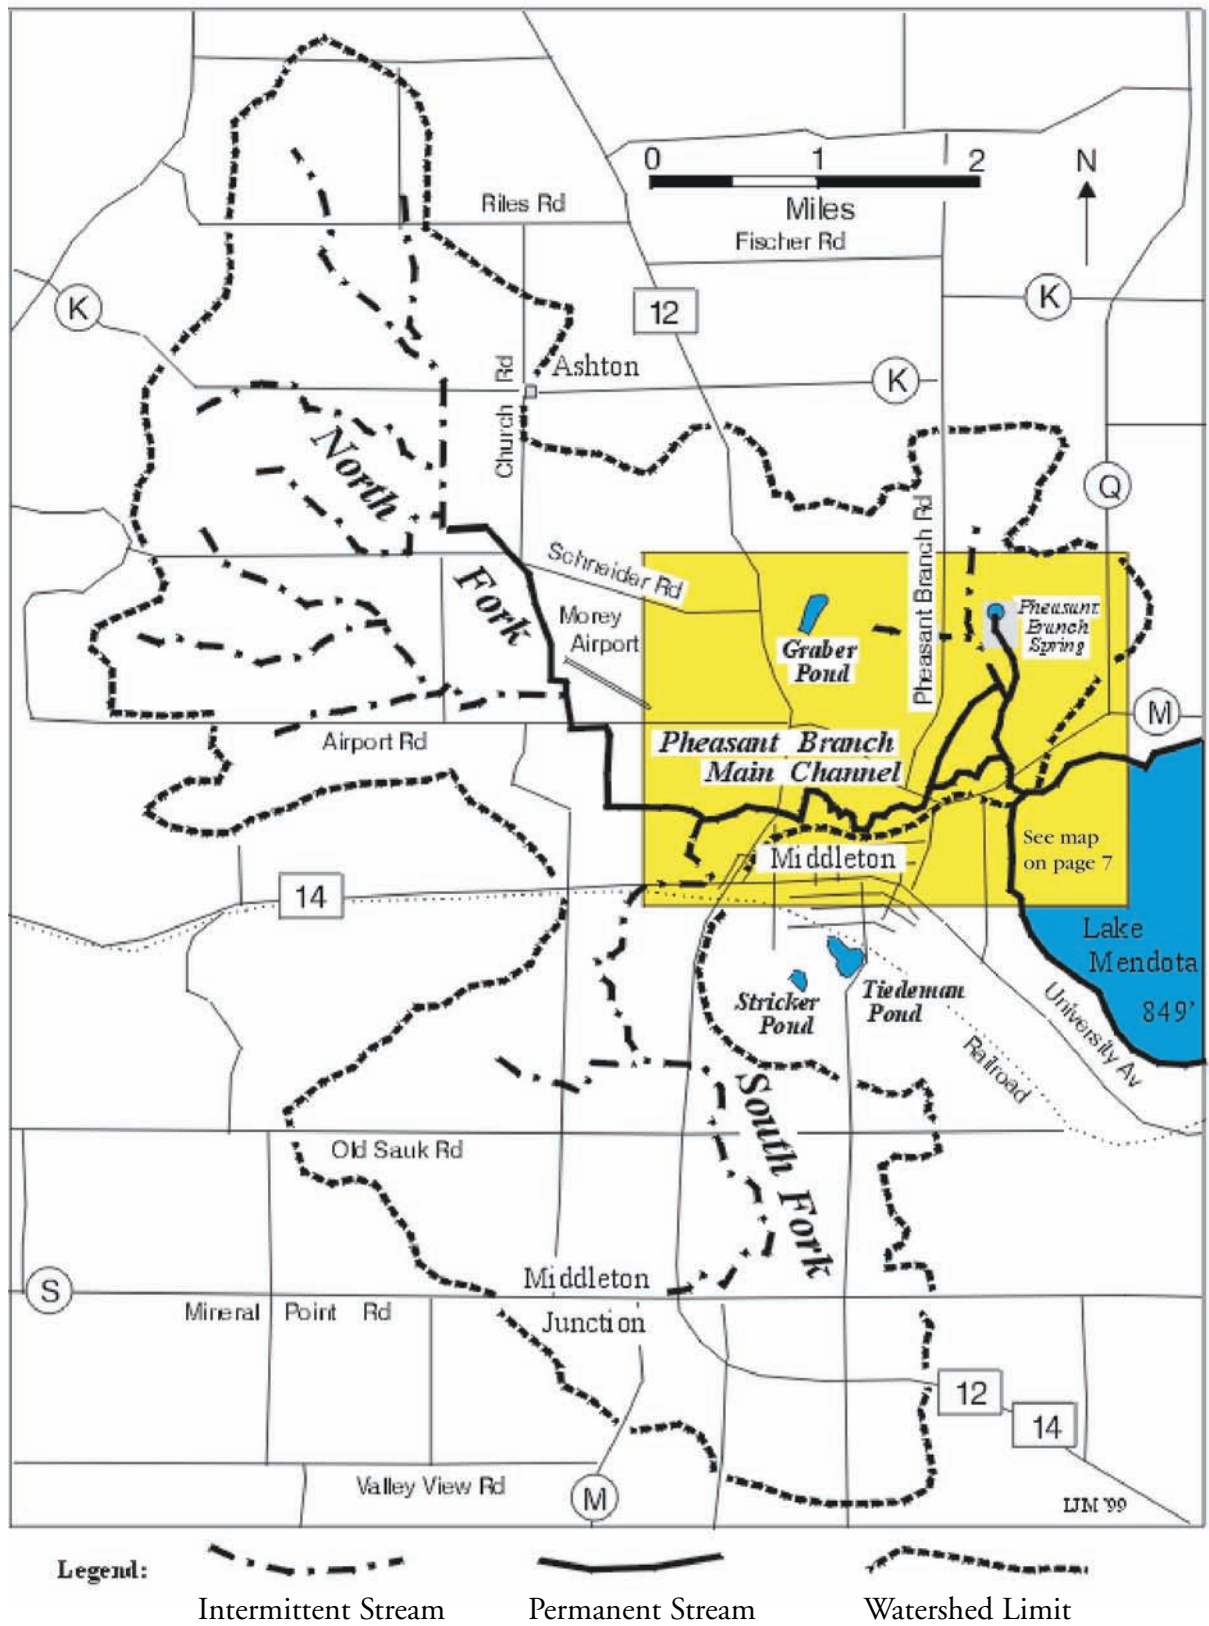 0 1 2
Miles
N
Riles Rd
Fischer Rd
K
12
K
Ashton
K
Church Rd
North
Fork
Q
Schneider Rd
Pheasant Branch Rd
Morey
Airport
Graber
Pond
Pheasant
Branch
Spring
M
Airport Rd
Pheasant Branch
Main Channel
See map
on page 7
Middleton
14
Lake
Mendota
849'
Stricker
Pond
Tiedeman
Pond
University Av
Railroad
South Fork
Old Sauk Rd
S
Middleton
Junction
Mineral Point Rd
12
14
Valley View Rd
M
LJM '99
Legend:
Intermittent Stream
Permanent Stream
Watershed Limit